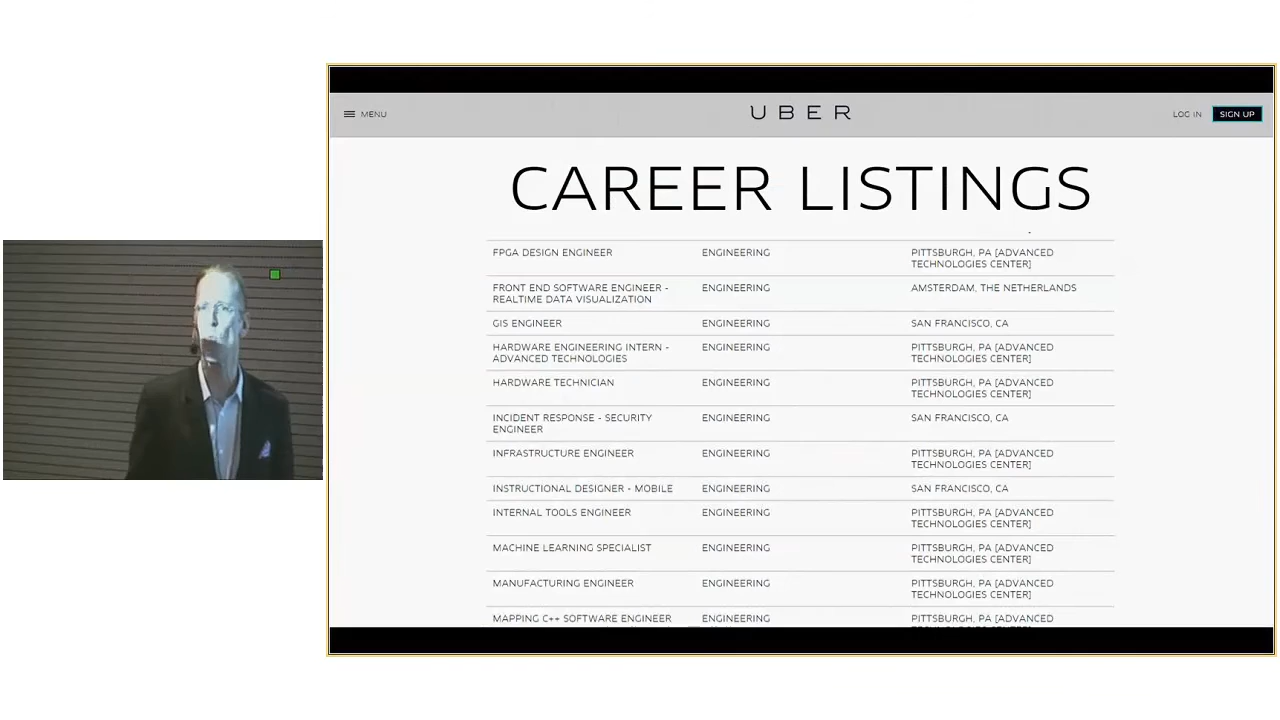 MENU
UBER
LOG IN
SIGN UP
CAREER LISTINGS
FPGA DESIGN ENGINEER
ENGINEERING
PITTSBURGH, PA [ADVANCED
TECHNOLOGIES CENTER]
FRONT END SOFTWARE ENGINEER -
REALTIME DATA VISUALIZATION
ENGINEERING
AMSTERDAM, THE NETHERLANDS
GIS ENGINEER
ENGINEERING
SAN FRANCISCO, CA
HARDWARE ENGINEERING INTERN -
ADVANCED TECHNOLOGIES
ENGINEERING
PITTSBURGH, PA [ADVANCED
TECHNOLOGIES CENTER]
HARDWARE TECHNICIAN
ENGINEERING
PITTSBURGH, PA [ADVANCED
TECHNOLOGIES CENTER]
INCIDENT RESPONSE - SECURITY
ENGINEER
ENGINEERING
SAN FRANCISCO, CA
INFRASTRUCTURE ENGINEER
ENGINEERING
PITTSBURGH, PA [ADVANCED
TECHNOLOGIES CENTER]
INSTRUCTIONAL DESIGNER - MOBILE
ENGINEERING
SAN FRANCISCO, CA
INTERNAL TOOLS ENGINEER
ENGINEERING
PITTSBURGH, PA [ADVANCED
TECHNOLOGIES CENTER]
MACHINE LEARNING SPECIALIST
ENGINEERING
PITTSBURGH, PA [ADVANCED
TECHNOLOGIES CENTER]
MANUFACTURING ENGINEER
ENGINEERING
PITTSBURGH, PA [ADVANCED
TECHNOLOGIES CENTER]
MAPPING C++ SOFTWARE ENGINEER
ENGINEERING
PITTSBURGH, PA [ADVANCED